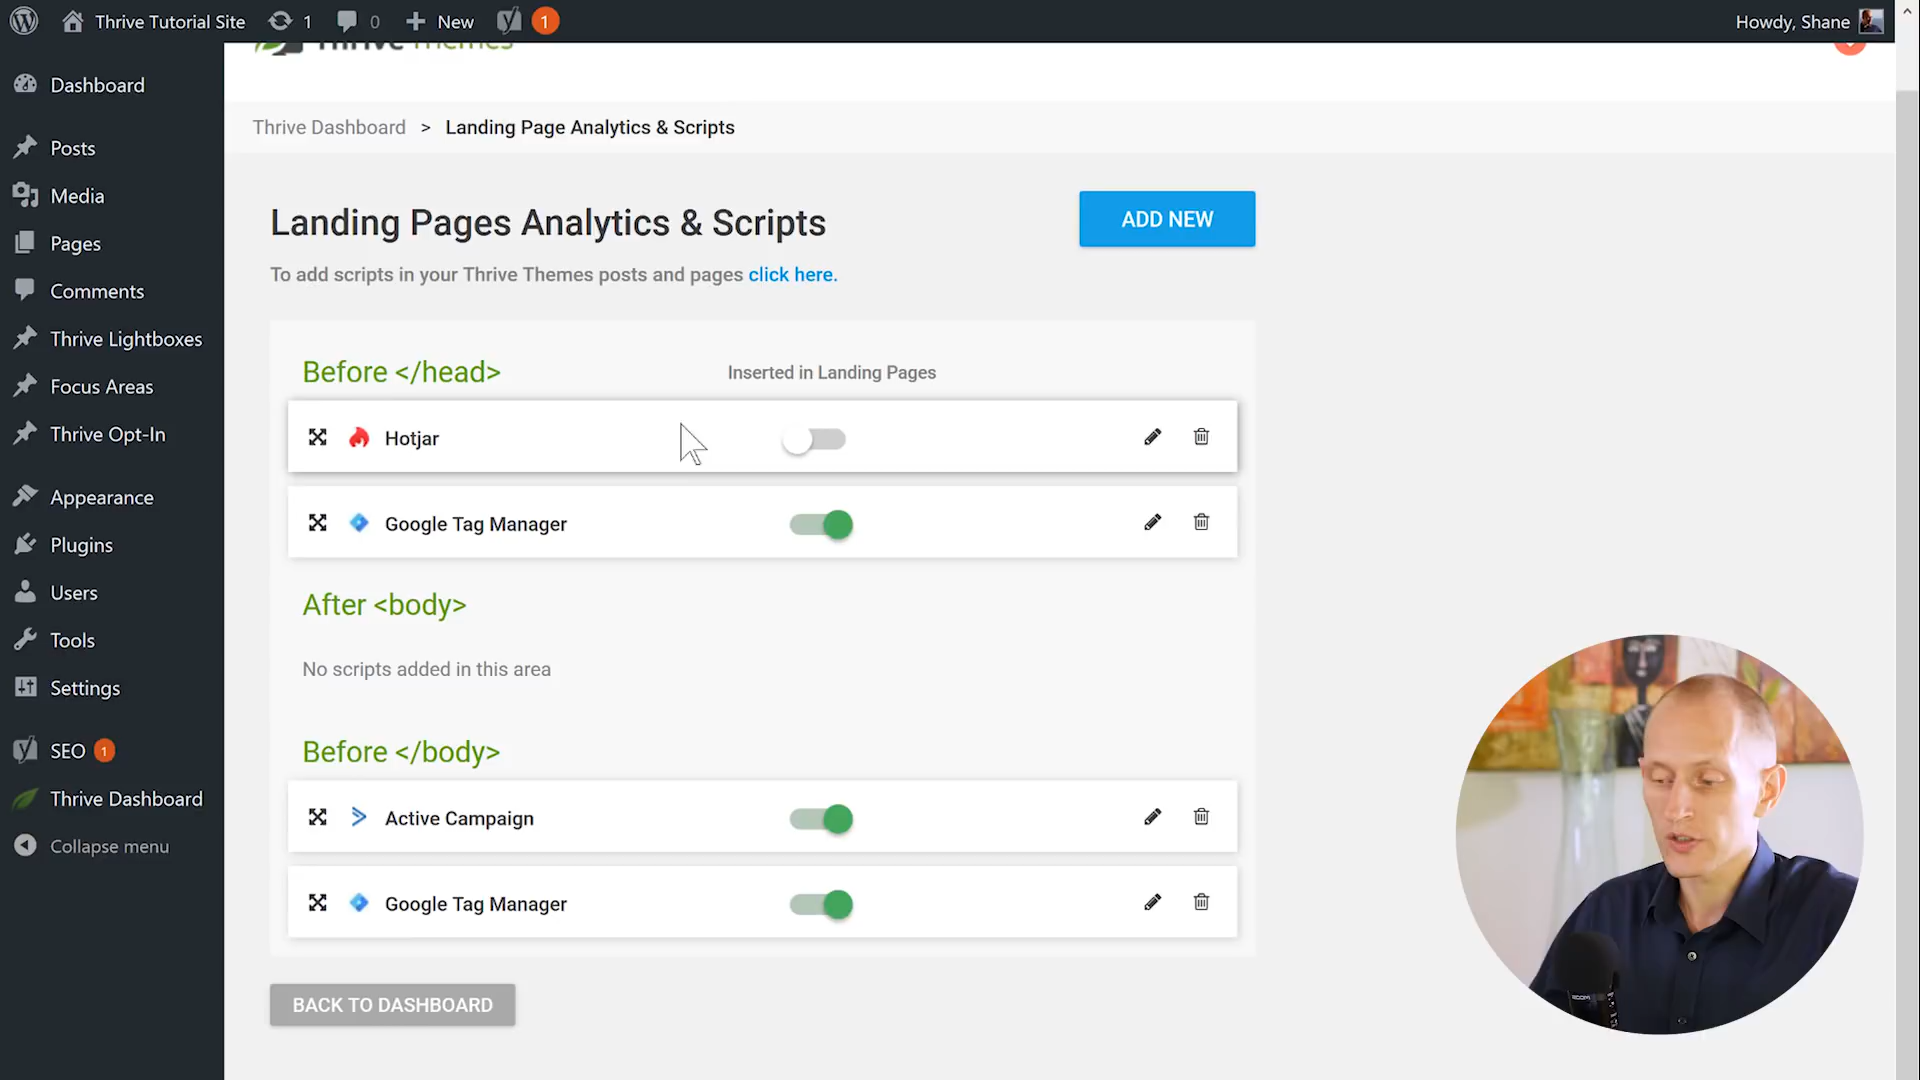 Thrive Tutorial Site
1
0
New
1
Howdy, Shane
Thrive Themes
Dashboard
Posts
Media
Pages
Comments
Thrive Lightboxes
Focus Areas
Thrive Opt-In
Appearance
Plugins
Users
Tools
Settings
SEO 1
Thrive Dashboard
Collapse menu
Thrive Dashboard > Landing Page Analytics & Scripts
Landing Pages Analytics & Scripts
ADD NEW
To add scripts in your Thrive Themes posts and pages click here.
Before </head>
Inserted in Landing Pages
Hotjar
Google Tag Manager
After <body>
No scripts added in this area
Before </body>
Active Campaign
Google Tag Manager
BACK TO DASHBOARD